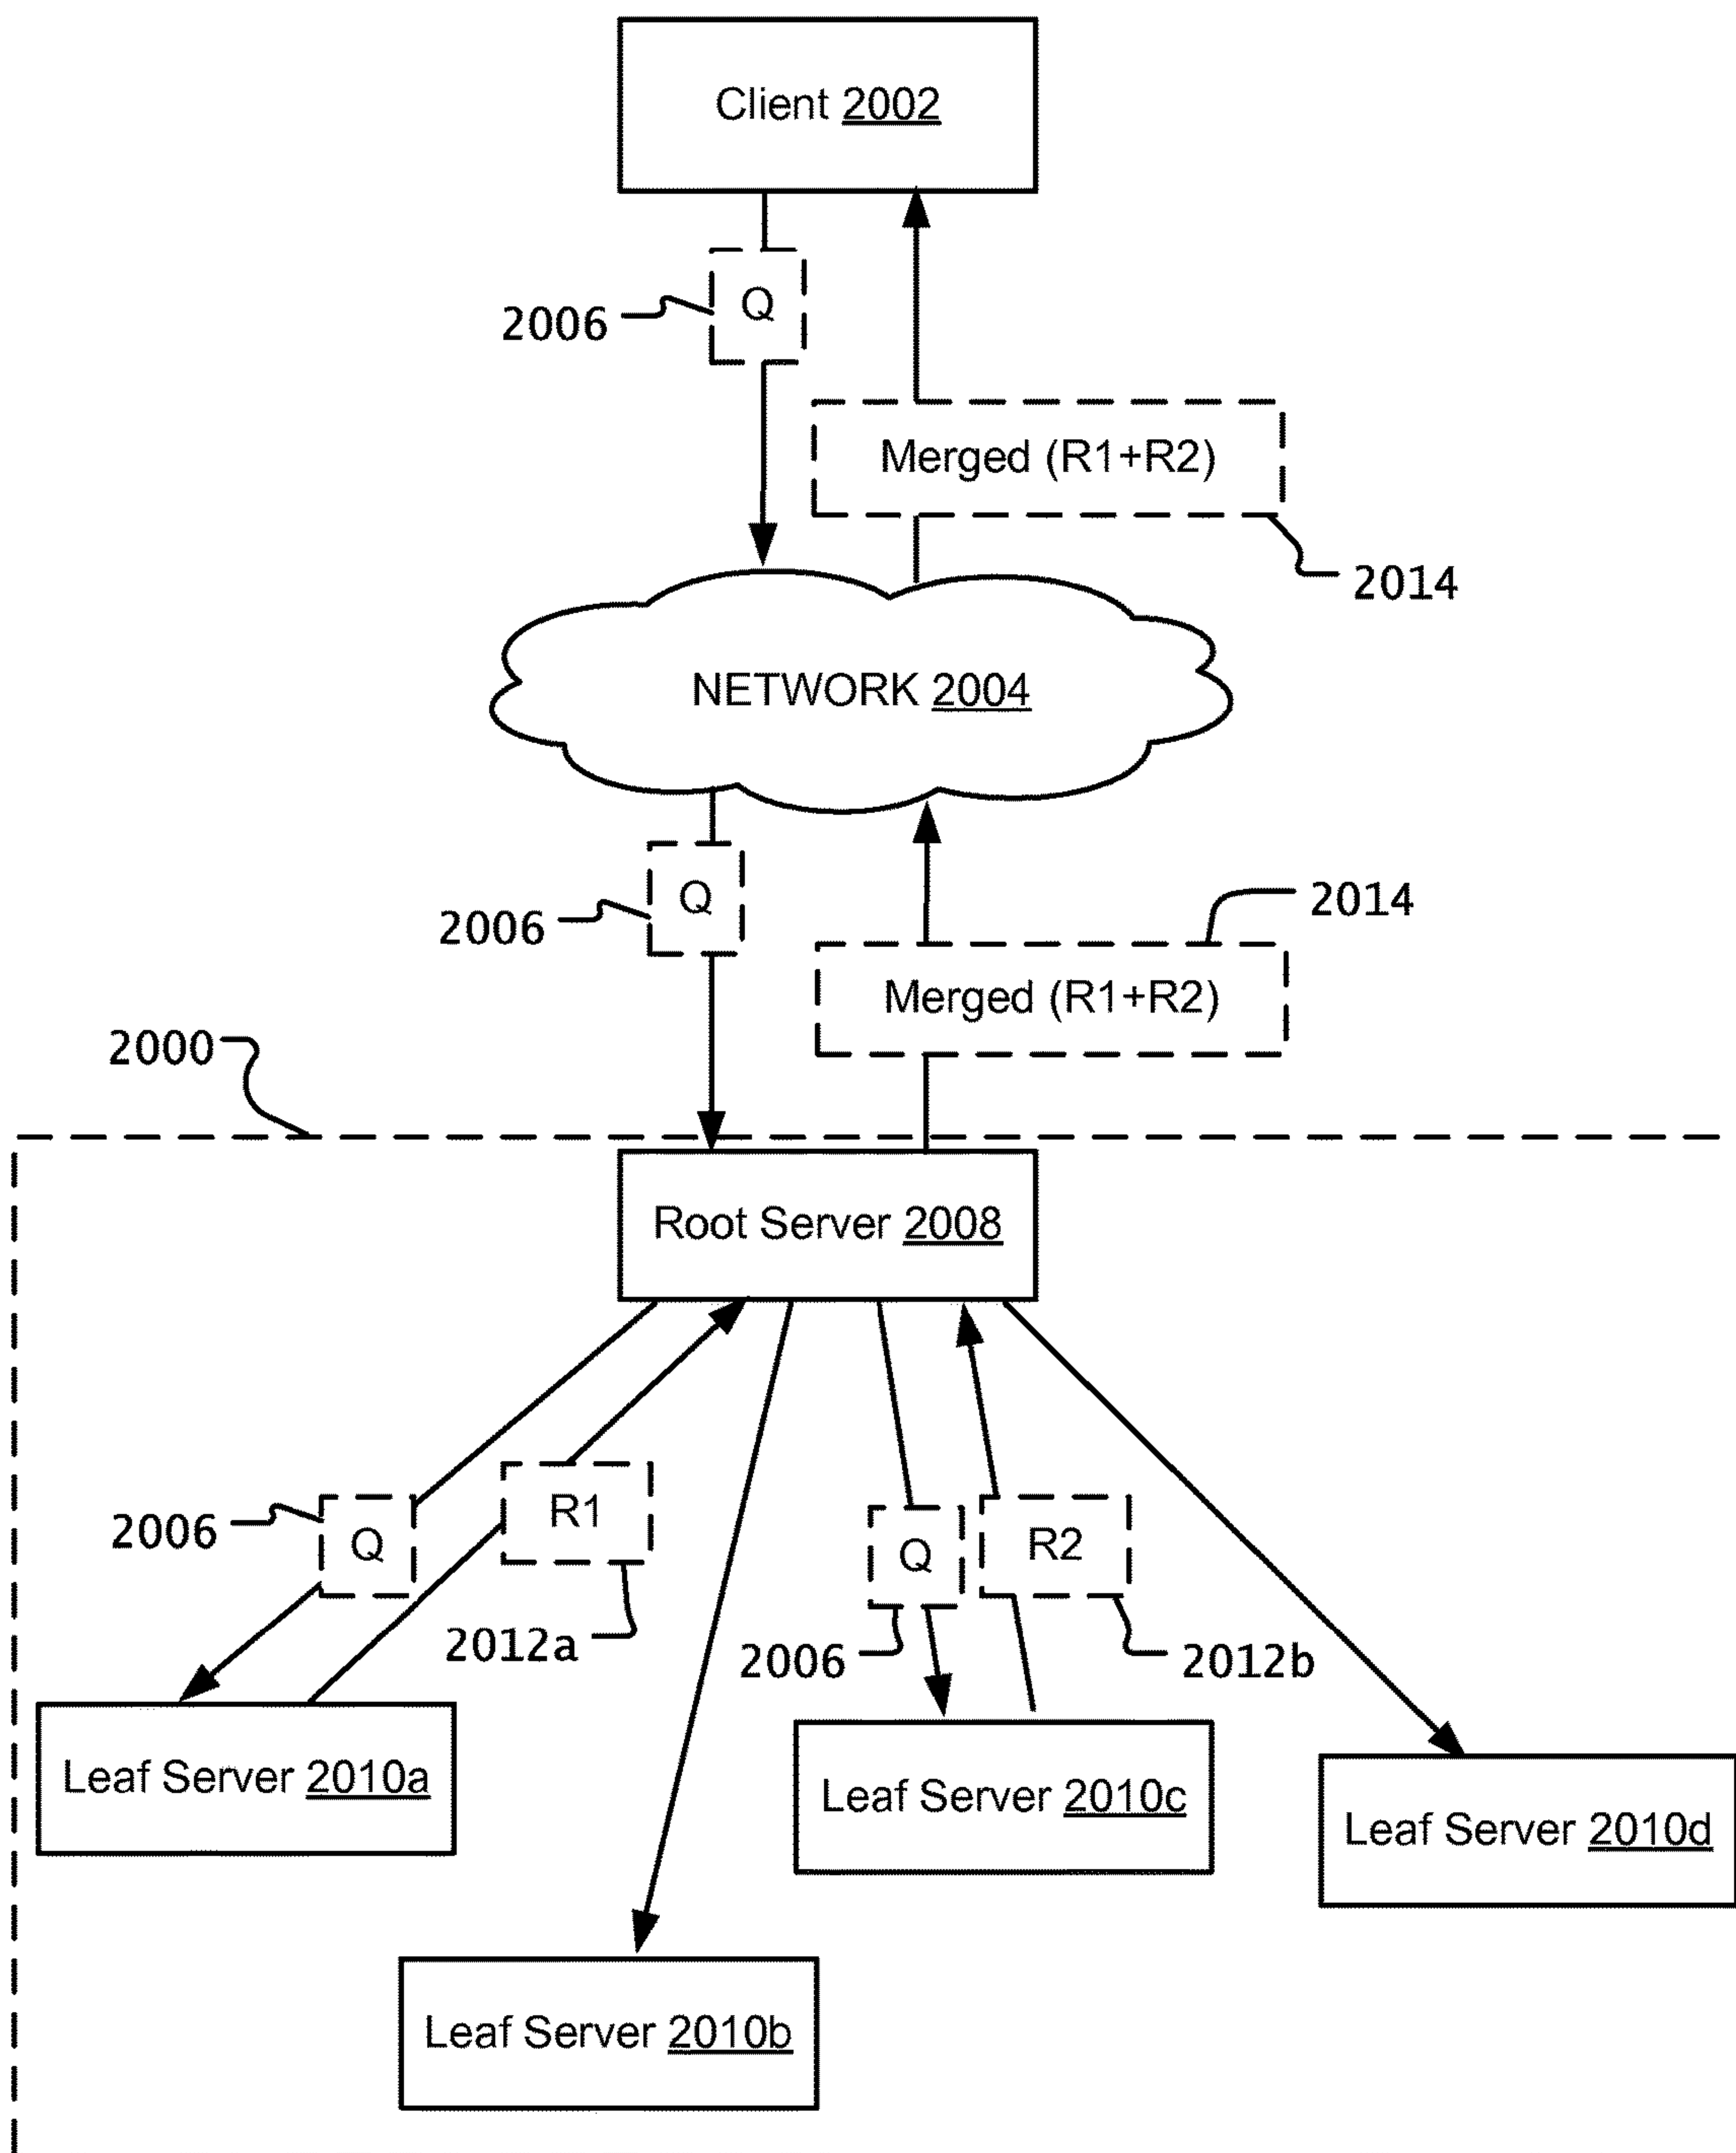 Client 2002
Q
2006
Merged (R1+R2)
2014
NETWORK 2004
Q
2006
2014
Merged (R1+R2)
2000
Root Server 2008
R1
2006
Q
Q
R2
2012a
2006
2012b
Leaf Server 2010a
Leaf Server 2010c
Leaf Server 2010d
Leaf Server 2010b